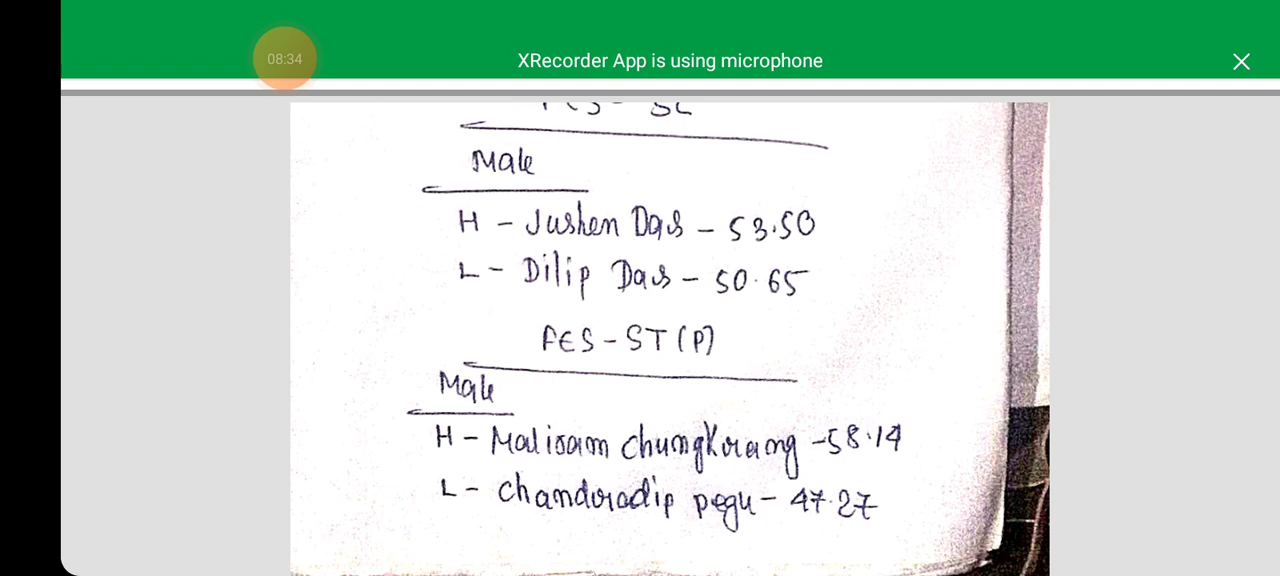 XRecorder App is using microphone
08:34
Male
H - Jushen Das - 53.50
L - Dilip Das - 50.65
FES - ST (P)
Male
H - Malisam Chungkrang - 58.14
L - Chandradip pegu - 47.27